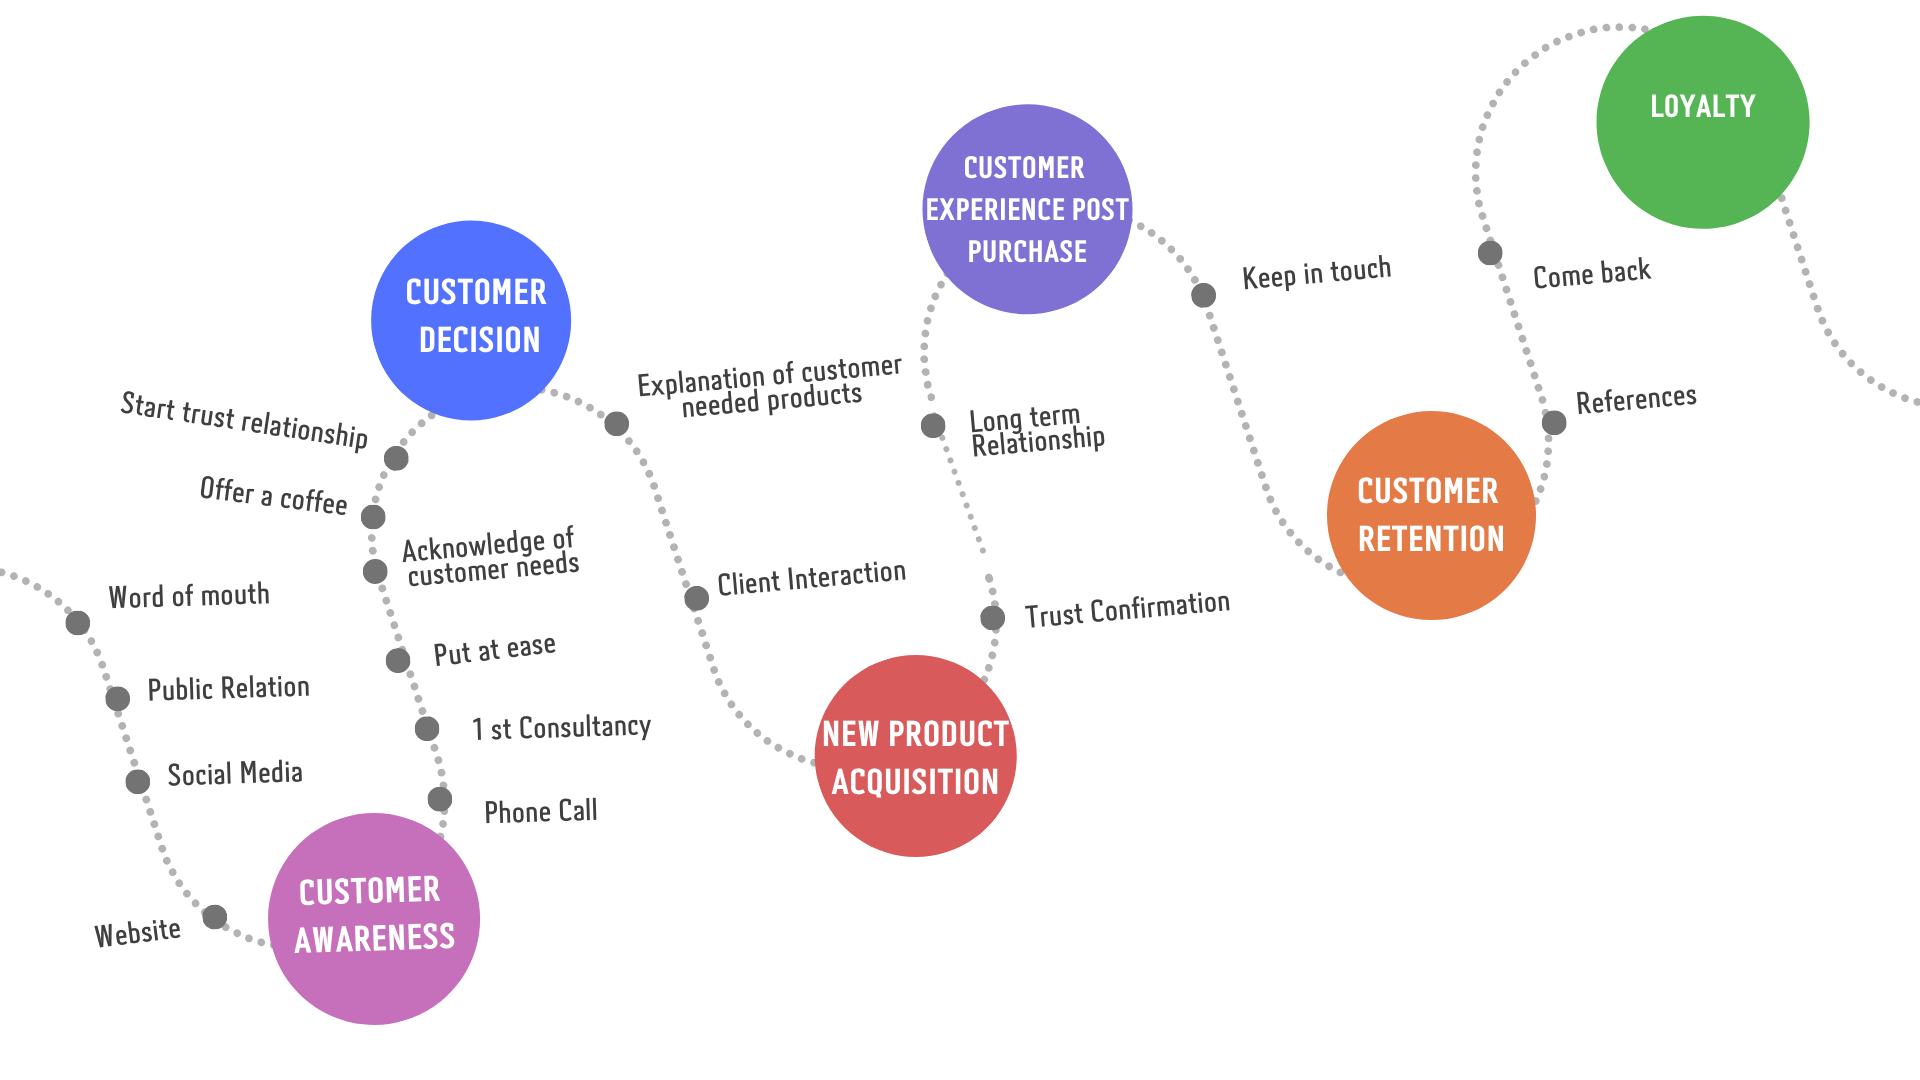 Word of mouth
Public Relation
Social Media
Website
CUSTOMER
AWARENESS
Phone Call
1 st Consultancy
Put at ease
Acknowledge of
customer needs
Offer a coffee
Start trust relationship
CUSTOMER
DECISION
Explanation of customer
needed products
Client Interaction
NEW PRODUCT
ACQUISITION
Trust Confirmation
Long term
Relationship
CUSTOMER
EXPERIENCE POST
PURCHASE
Keep in touch
CUSTOMER
RETENTION
References
Come back
LOYALTY